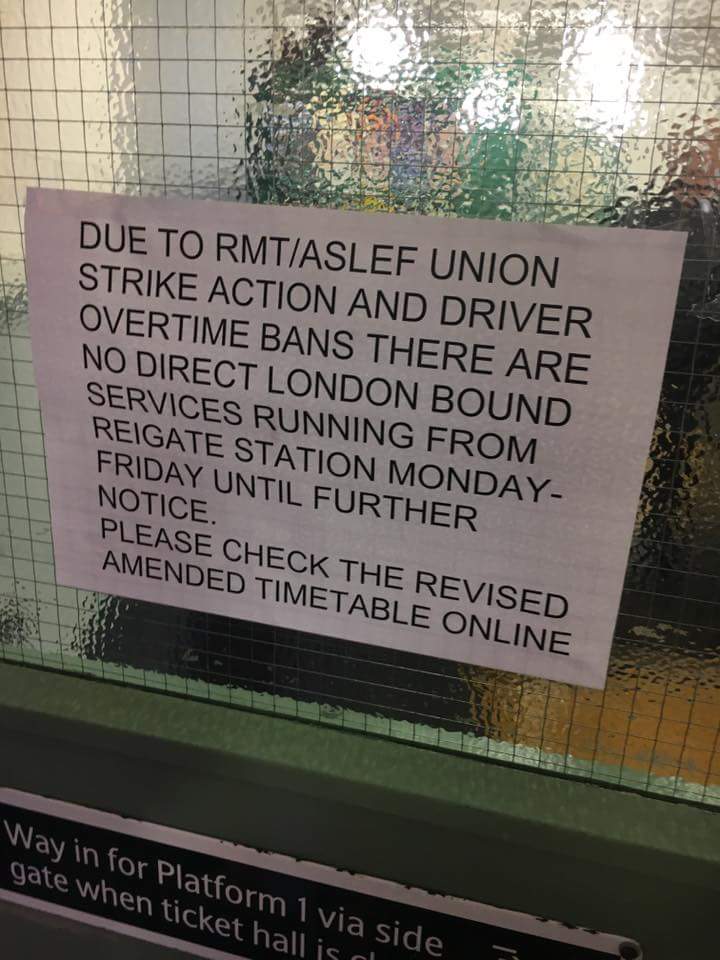 DUE TO RMT/ASLEF UNION
STRIKE ACTION AND DRIVER
OVERTIME BANS THERE ARE
NO DIRECT LONDON BOUND
SERVICES RUNNING FROM
REIGATE STATION MONDAY-
FRIDAY UNTIL FURTHER
NOTICE.
PLEASE CHECK THE REVISED
AMENDED TIMETABLE ONLINE
Way in for Platform 1 via side
gate when ticket hall is